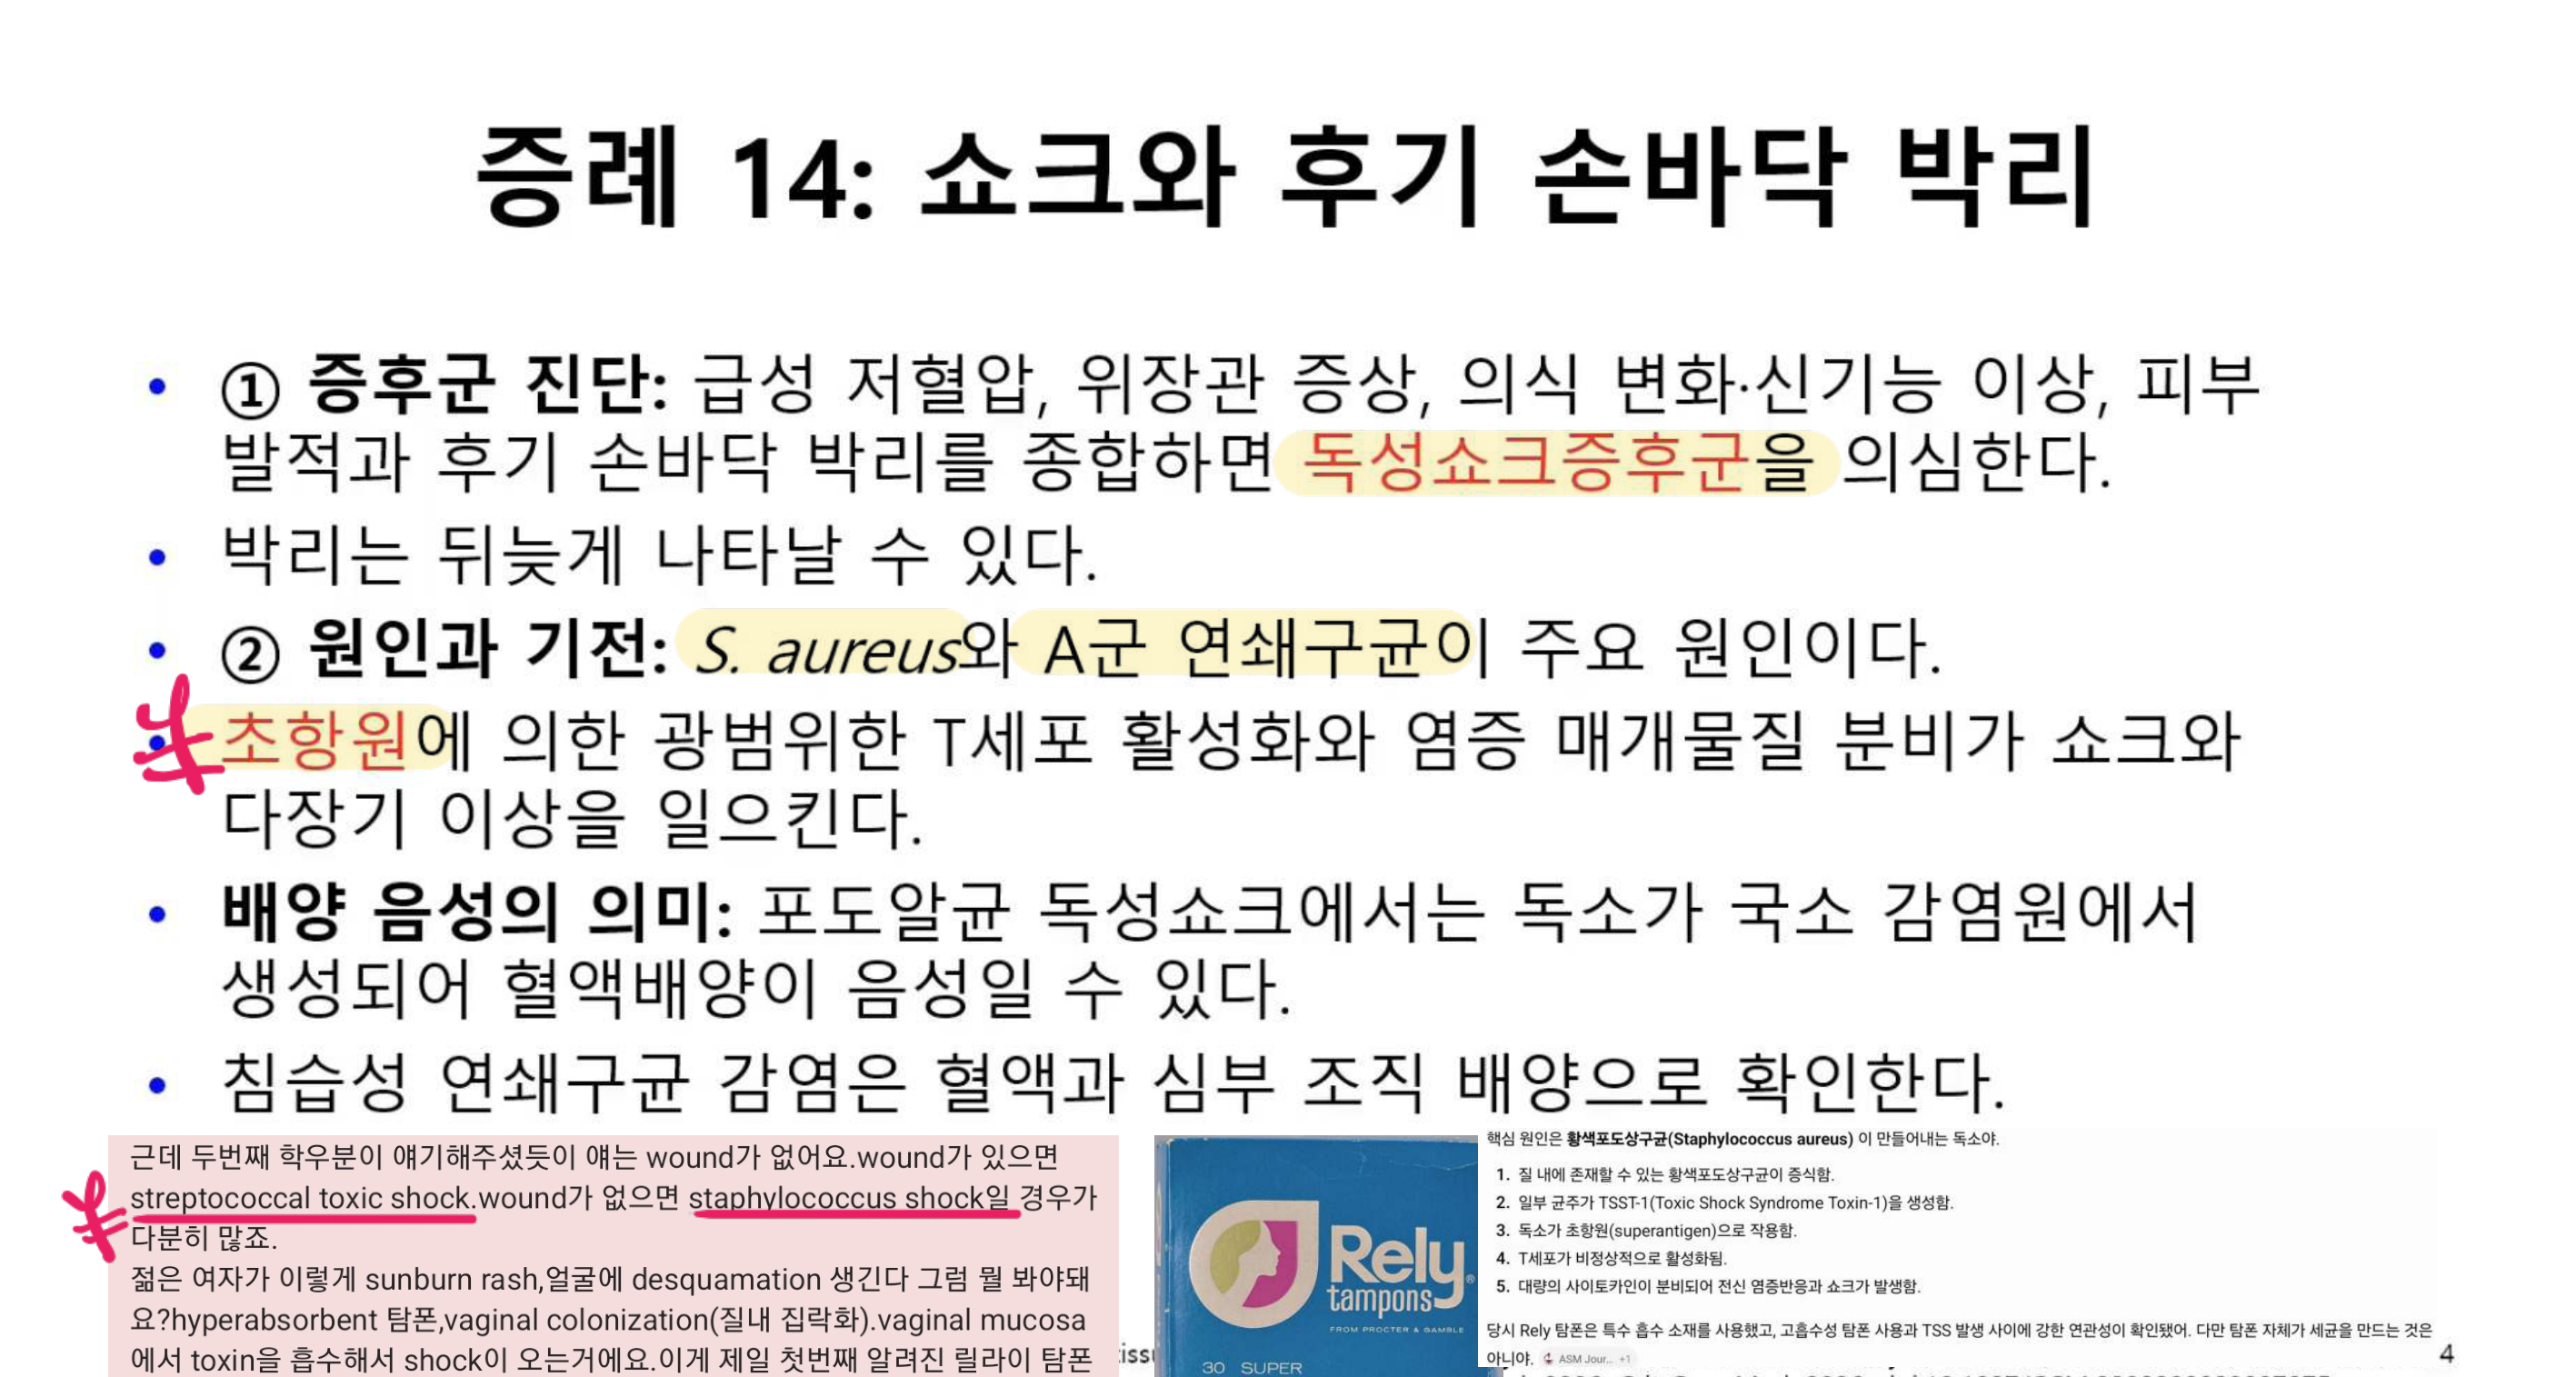 증례 14: 쇼크와 후기 손바닥 박리
• ① 증후군 진단: 급성 저혈압, 위장관 증상, 의식 변화·신기능 이상, 피부
발적과 후기 손바닥 박리를 종합하면 독성쇼크증후군을 의심한다.
• 박리는 뒤늦게 나타날 수 있다.
• ② 원인과 기전: S. aureus와 A군 연쇄구균이 주요 원인이다.
• 초항원에 의한 광범위한 T세포 활성화와 염증 매개물질 분비가 쇼크와
다장기 이상을 일으킨다.
• 배양 음성의 의미: 포도알균 독성쇼크에서는 독소가 국소 감염원에서
생성되어 혈액배양이 음성일 수 있다.
• 침습성 연쇄구균 감염은 혈액과 심부 조직 배양으로 확인한다.
근데 두번째 학우분이 얘기해주셨듯이 얘는 wound가 없어요.wound가 있으면
streptococcal toxic shock.wound가 없으면 staphylococcus shock일 경우가
다분히 많죠.
젊은 여자가 이렇게 sunburn rash,얼굴에 desquamation 생긴다 그럼 뭘 봐야돼
요?hyperabsorbent 탐폰,vaginal colonization(질내 집락화).vaginal mucosa
에서 toxin을 흡수해서 shock이 오는거에요.이게 제일 첫번째 알려진 릴라이 탐폰
Rely®
tampons
FROM PROCTER & GAMBLE
30 SUPER
핵심 원인은 황색포도상구균(Staphylococcus aureus) 이 만들어내는 독소야.
1. 질 내에 존재할 수 있는 황색포도상구균이 증식함.
2. 일부 균주가 TSST-1(Toxic Shock Syndrome Toxin-1)을 생성함.
3. 독소가 초항원(superantigen)으로 작용함.
4. T세포가 비정상적으로 활성화됨.
5. 대량의 사이토카인이 분비되어 전신 염증반응과 쇼크가 발생함.
당시 Rely 탐폰은 특수 흡수 소재를 사용했고, 고흡수성 탐폰 사용과 TSS 발생 사이에 강한 연관성이 확인됐어. 다만 탐폰 자체가 세균을 만드는 것은
아니야. ASM Jour... +1
4